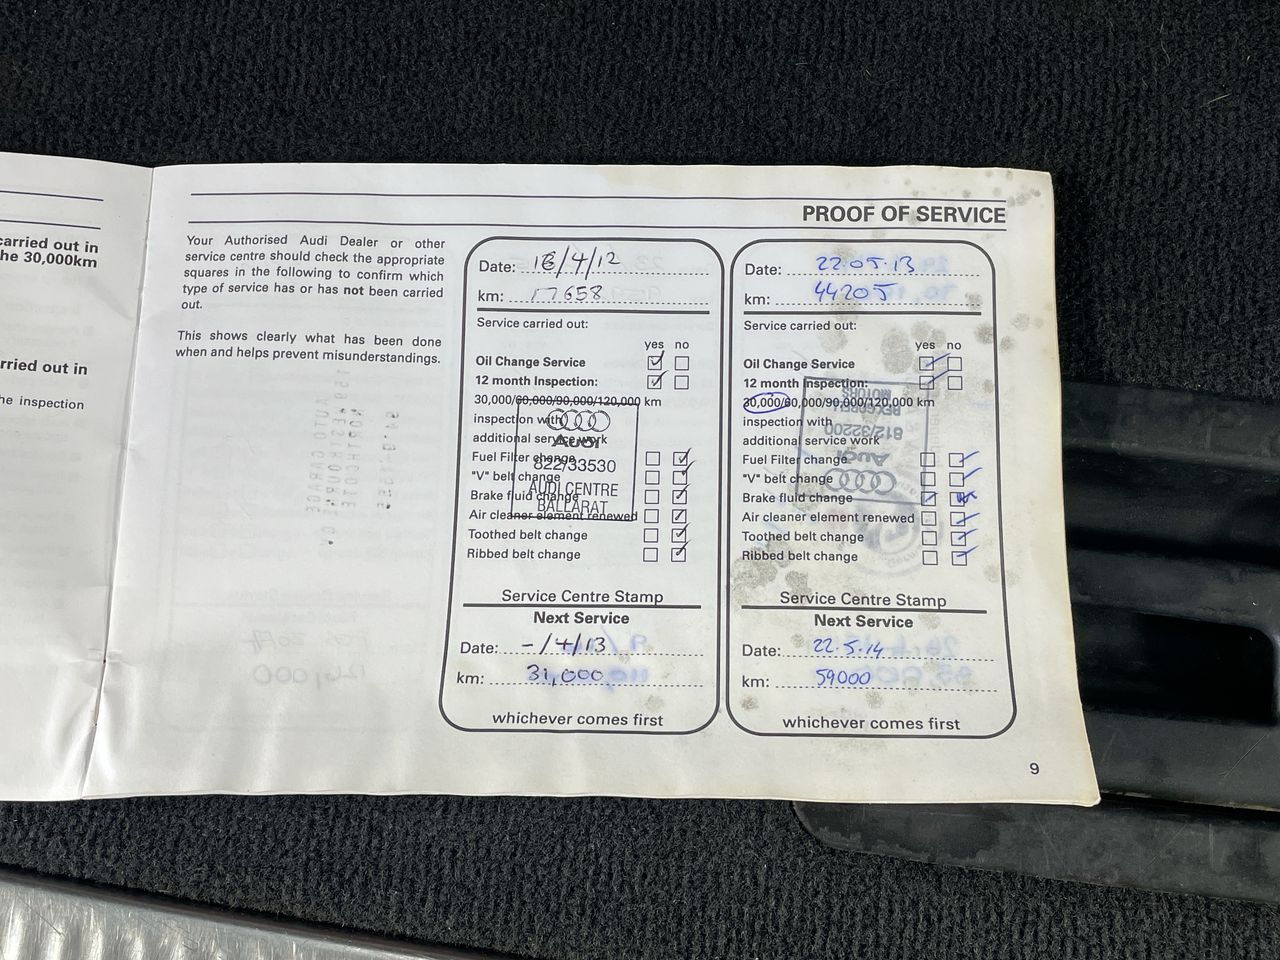 carried out in
he 30,000km
rried out in
he inspection
PROOF OF SERVICE
Your Authorised Audi Dealer or other
service centre should check the appropriate
squares in the following to confirm which
type of service has or has not been carried
out.
This shows clearly what has been done
when and helps prevent misunderstandings.
Date: 18/4/12
km: 17658
Service carried out:
yes no
Oil Change Service
12 month Inspection:
30,000/60,000/90,000/120,000 km
inspection with
additional service work
Fuel Filter change
"V" belt change
Brake fluid change
Air cleaner element renewed
Toothed belt change
Ribbed belt change
Audi
822/33530
AUDI CENTRE
BALLARAT
Service Centre Stamp
Next Service
Date: -/4/13
km: 31,000
whichever comes first
Date: 22.05.13
km: 44205
Service carried out:
yes no
Oil Change Service
12 month Inspection:
30,000/60,000/90,000/120,000 km
inspection with
additional service work
Fuel Filter change
"V" belt change
Brake fluid change
Air cleaner element renewed
Toothed belt change
Ribbed belt change
Audi
812/32200
MOTORS
Service Centre Stamp
Next Service
Date: 22.5.14
km: 59000
whichever comes first
9